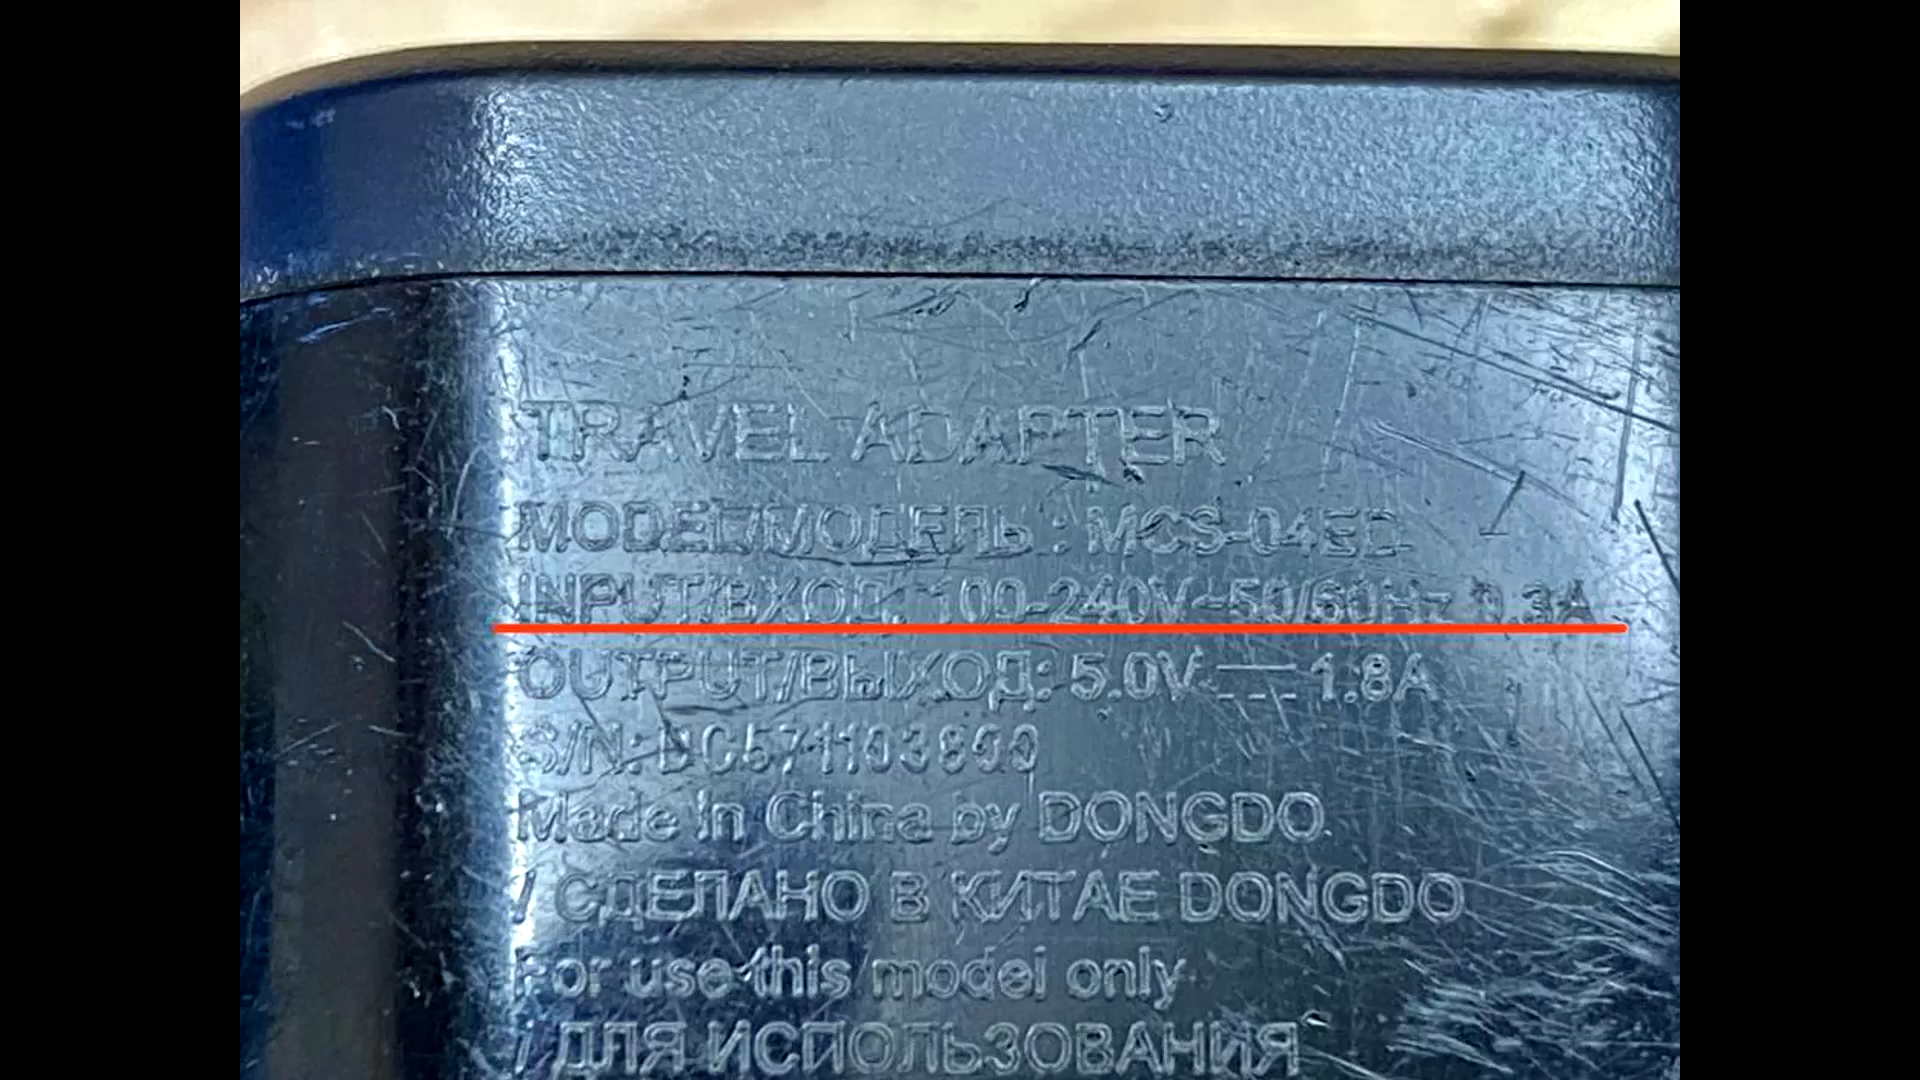 TRAVEL ADAPTER
MODEL/МОДЕЛЬ : MCS-04ED
INPUT/ВХОД: 100-240V~50/60Hz 0.3A
OUTPUT/ВЫХОД: 5.0V ⎓ 1.8A
S/N:
Made in China by DONGDO.
/ СДЕЛАНО В КИТАЕ DONGDO
For use this model only
/ ДЛЯ ИСПОЛЬЗОВАНИЯ